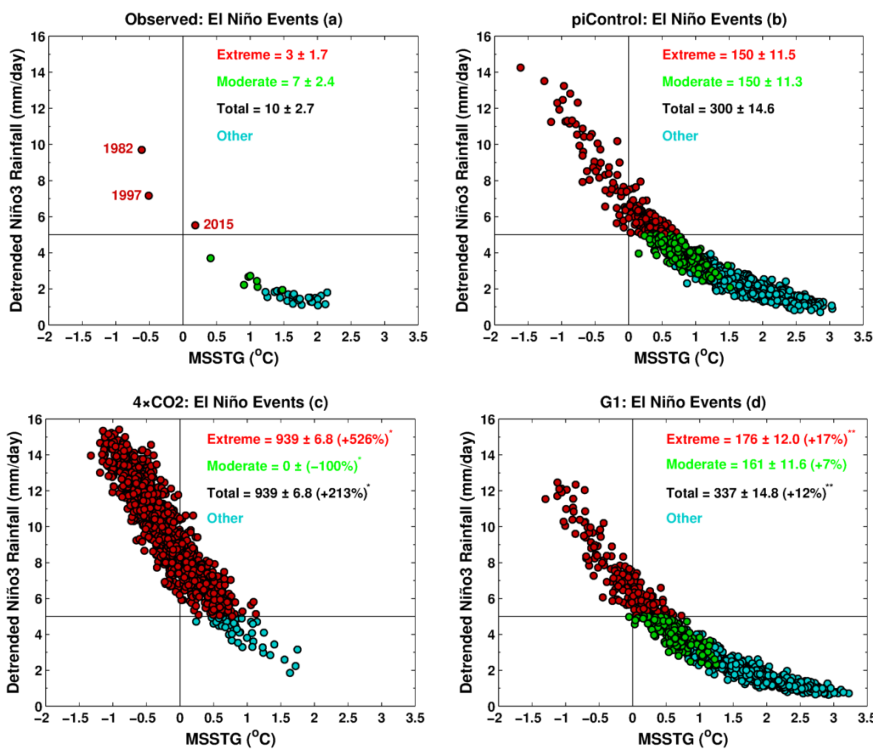 Observed: El Niño Events (a)
Detrended Niño3 Rainfall (mm/day)
16
14
12
10
8
6
4
2
0
Extreme = 3 ± 1.7
Moderate = 7 ± 2.4
Total = 10 ± 2.7
Other
1982
1997
2015
−2 −1.5 −1 −0.5 0 0.5 1 1.5 2 2.5 3 3.5
MSSTG (°C)
piControl: El Niño Events (b)
Detrended Niño3 Rainfall (mm/day)
16
14
12
10
8
6
4
2
0
Extreme = 150 ± 11.5
Moderate = 150 ± 11.3
Total = 300 ± 14.6
Other
−2 −1.5 −1 −0.5 0 0.5 1 1.5 2 2.5 3 3.5
MSSTG (°C)
4×CO2: El Niño Events (c)
Detrended Niño3 Rainfall (mm/day)
16
14
12
10
8
6
4
2
0
Extreme = 939 ± 6.8 (+526%)*
Moderate = 0 ± (−100%)*
Total = 939 ± 6.8 (+213%)*
Other
−2 −1.5 −1 −0.5 0 0.5 1 1.5 2 2.5 3 3.5
MSSTG (°C)
G1: El Niño Events (d)
Detrended Niño3 Rainfall (mm/day)
16
14
12
10
8
6
4
2
0
Extreme = 176 ± 12.0 (+17%)**
Moderate = 161 ± 11.6 (+7%)
Total = 337 ± 14.8 (+12%)**
Other
−2 −1.5 −1 −0.5 0 0.5 1 1.5 2 2.5 3 3.5
MSSTG (°C)